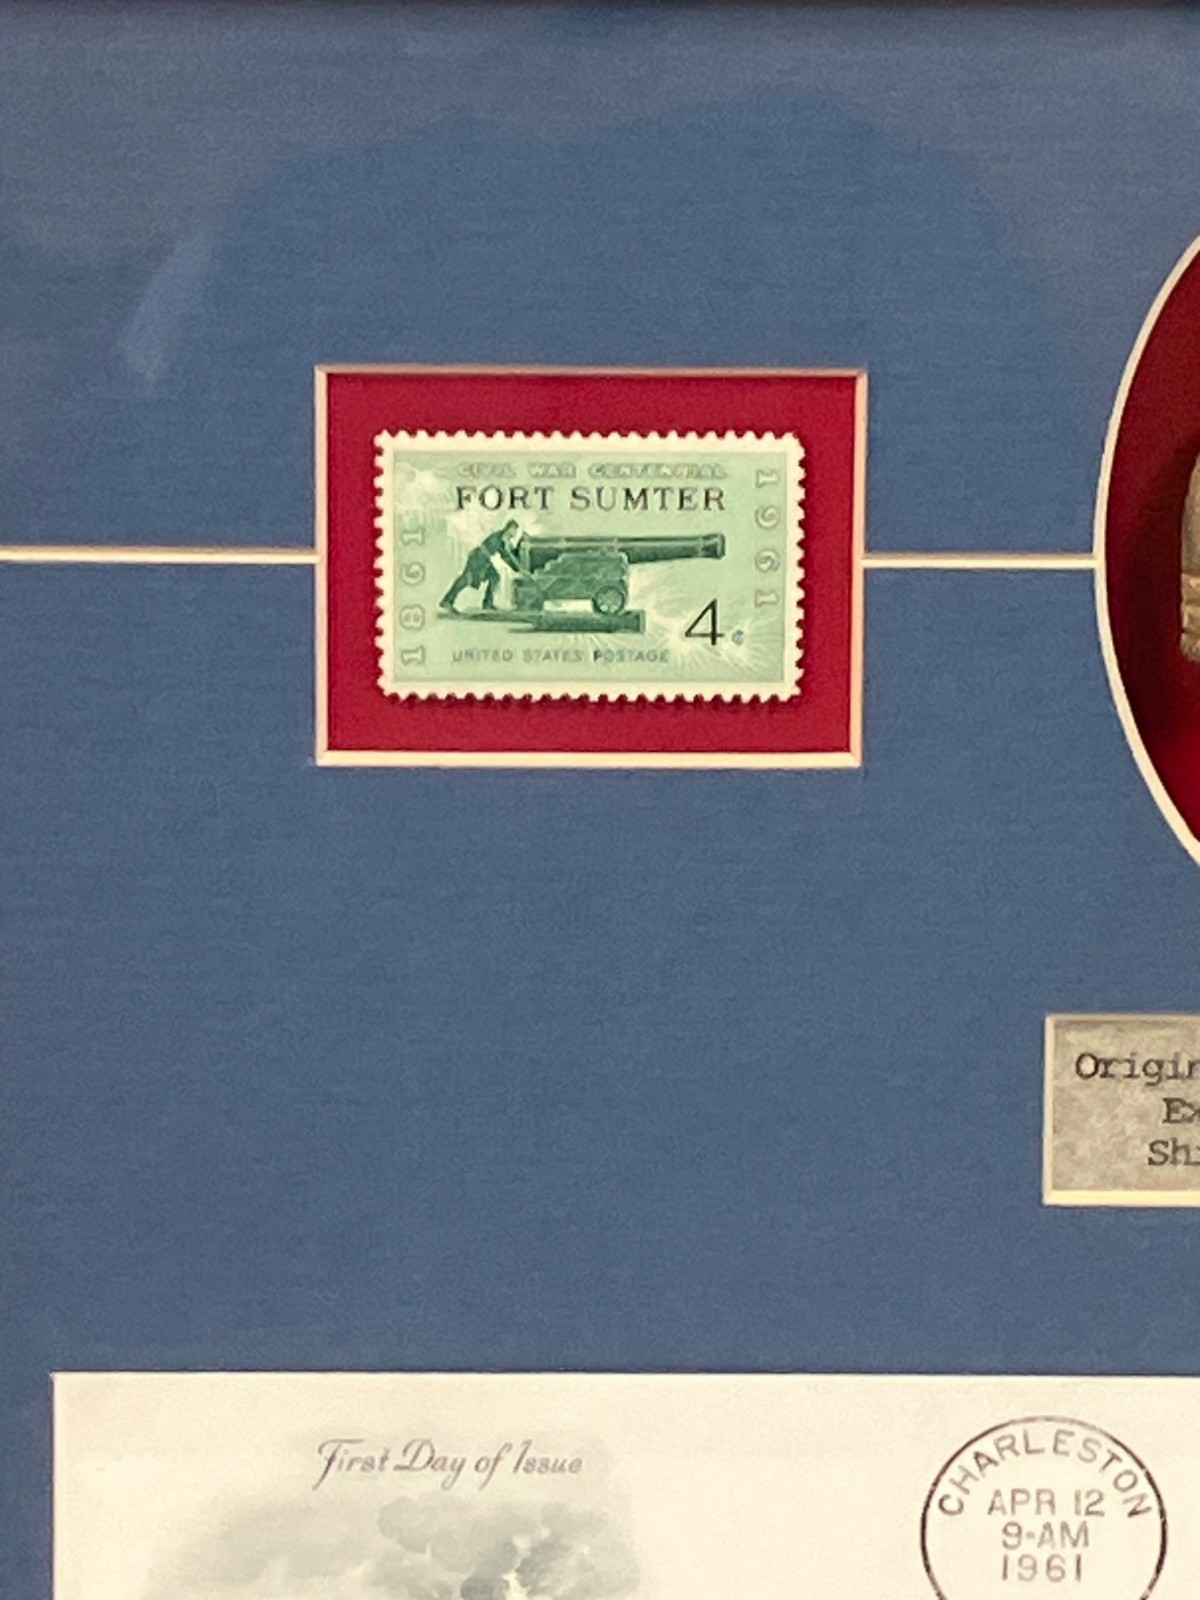 CIVIL WAR CENTENNIAL
FORT SUMTER
1861
1961
4¢
UNITED STATES POSTAGE
Origin
Ex
Shi
First Day of Issue
CHARLESTON
APR 12
9-AM
1961